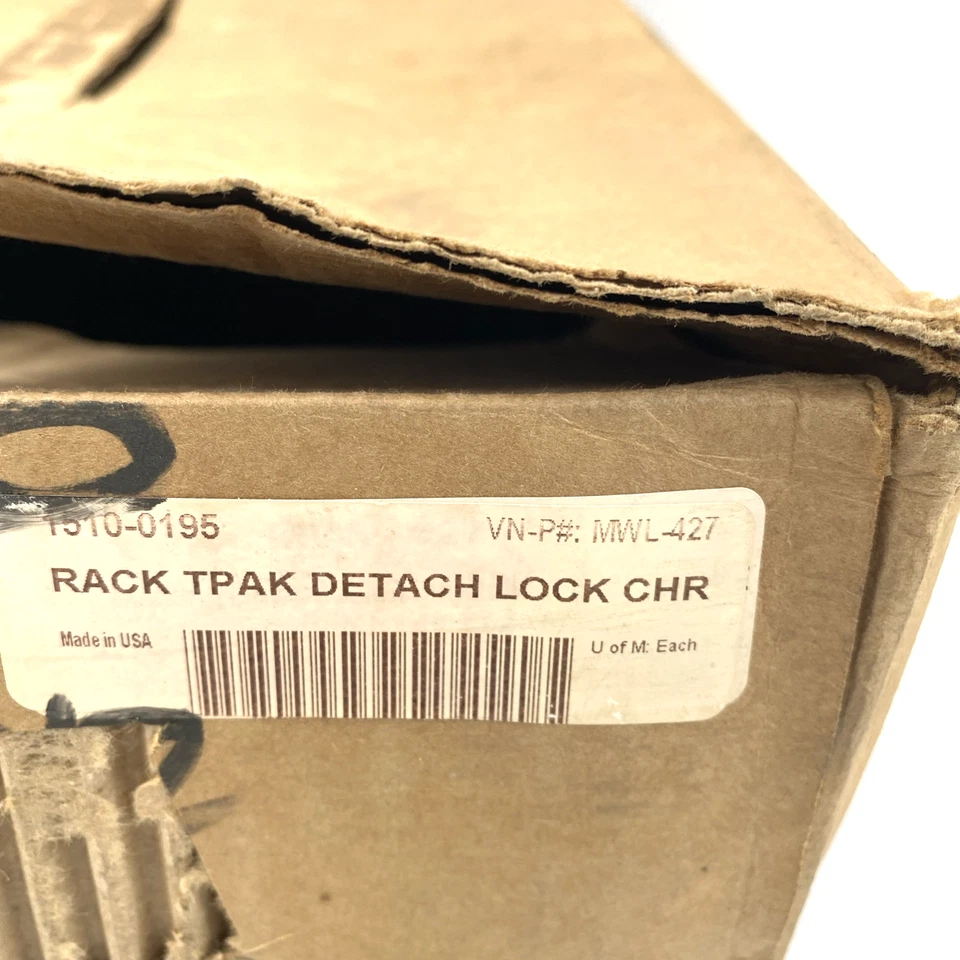 1510-0195 VN-P#: MWL-427
RACK TPAK DETACH LOCK CHR
Made in USA U of M: Each